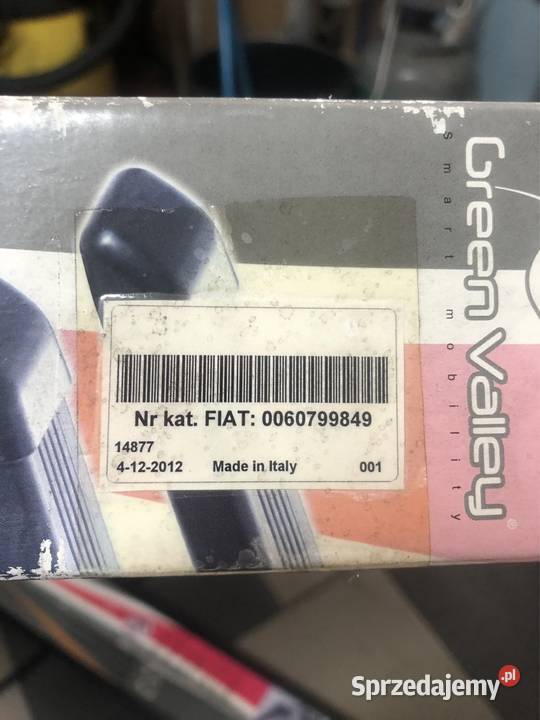 Green Valley®
smart mobility
Nr kat. FIAT: 0060799849
14877
4-12-2012 Made in Italy 001
Sprzedajemy.pl